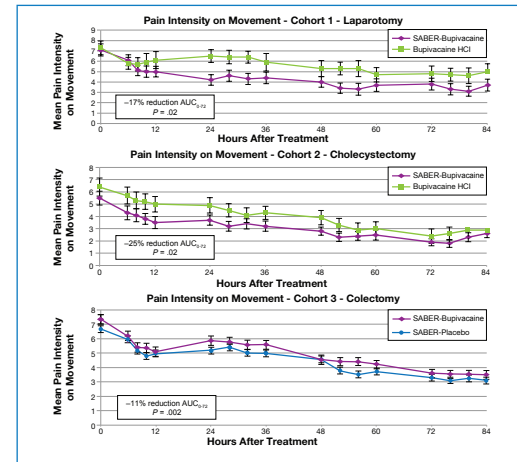 Pain Intensity on Movement - Cohort 1 - Laparotomy
Mean Pain Intensity
on Movement
9
8
7
6
5
4
3
2
1
0
SABER-Bupivacaine
Bupivacaine HCl
–17% reduction AUC0-72
P = .02
0 12 24 36 48 60 72 84
Hours After Treatment
Pain Intensity on Movement - Cohort 2 - Cholecystectomy
Mean Pain Intensity
on Movement
8
7
6
5
4
3
2
1
0
SABER-Bupivacaine
Bupivacaine HCl
–25% reduction AUC0-72
P = .02
0 12 24 36 48 60 72 84
Hours After Treatment
Pain Intensity on Movement - Cohort 3 - Colectomy
Mean Pain Intensity
on Movement
8
7
6
5
4
3
2
1
0
SABER-Bupivacaine
SABER-Placebo
–11% reduction AUC0-72
P = .002
0 12 24 36 48 60 72 84
Hours After Treatment